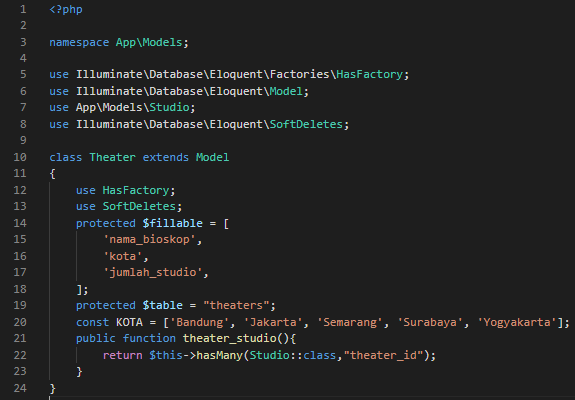 1 <?php
2
3 namespace App\Models;
4
5 use Illuminate\Database\Eloquent\Factories\HasFactory;
6 use Illuminate\Database\Eloquent\Model;
7 use App\Models\Studio;
8 use Illuminate\Database\Eloquent\SoftDeletes;
9
10 class Theater extends Model
11 {
12     use HasFactory;
13     use SoftDeletes;
14     protected $fillable = [
15         'nama_bioskop',
16         'kota',
17         'jumlah_studio',
18     ];
19     protected $table = "theaters";
20     const KOTA = ['Bandung', 'Jakarta', 'Semarang', 'Surabaya', 'Yogyakarta'];
21     public function theater_studio(){
22         return $this->hasMany(Studio::class,"theater_id");
23     }
24 }